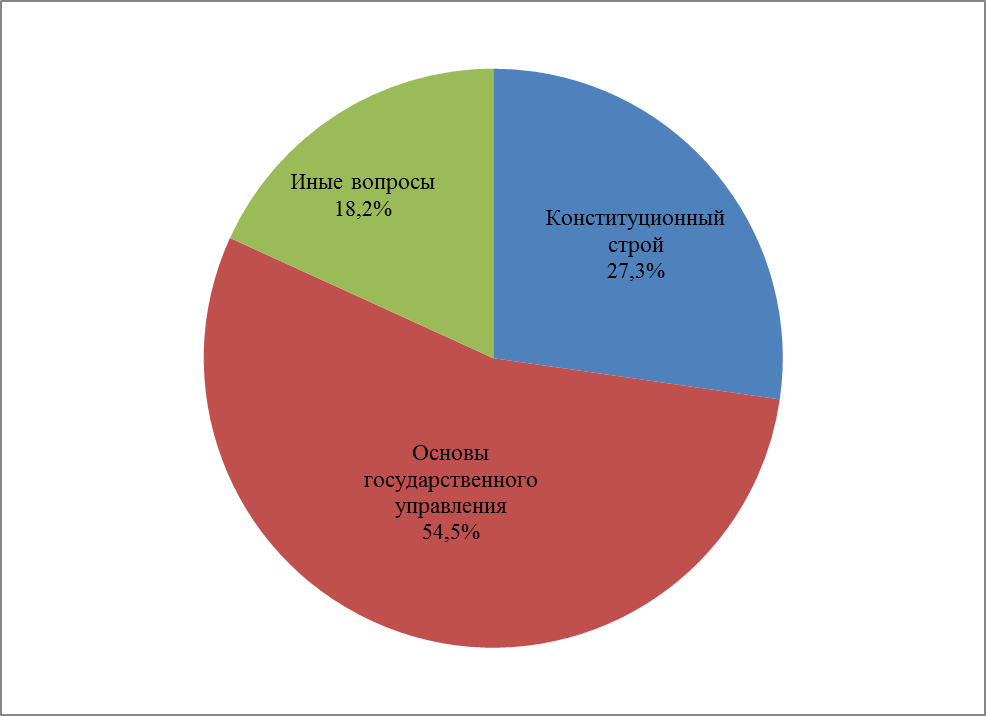 Иные вопросы
18,2%
Конституционный
строй
27,3%
Основы
государственного
управления
54,5%